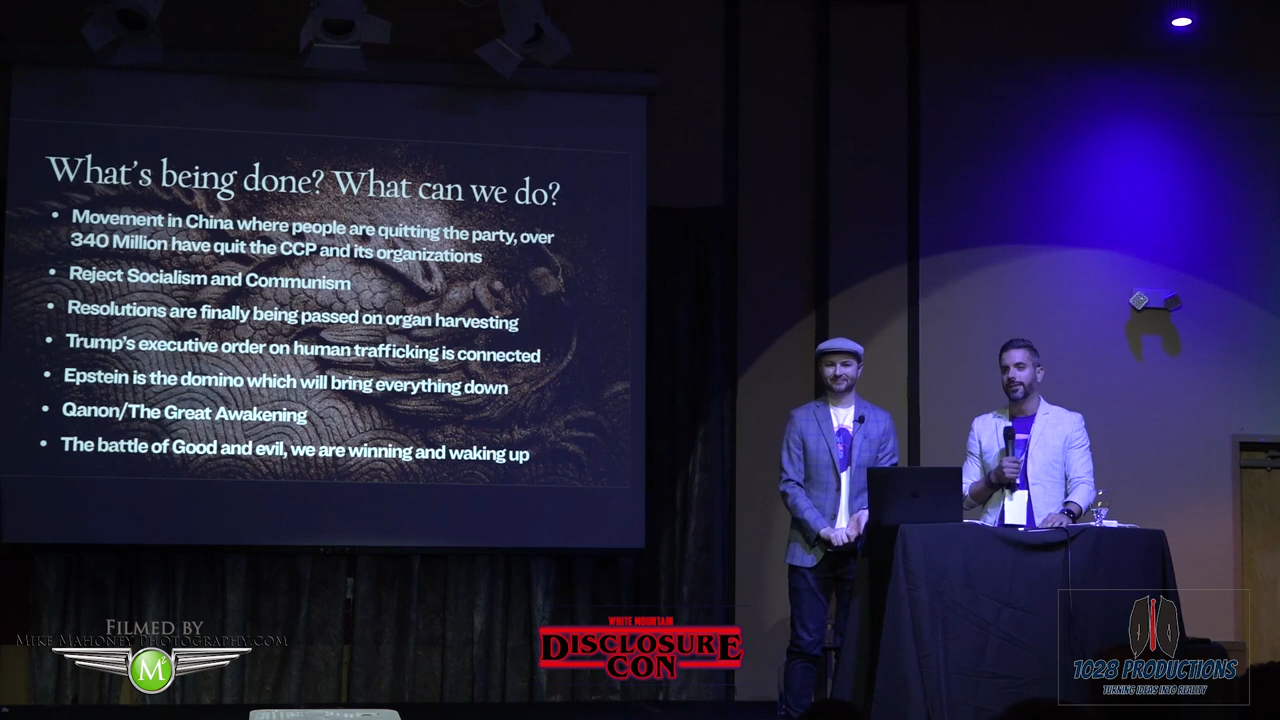 What's being done? What can we do?
• Movement in China where people are quitting the party, over
340 Million have quit the CCP and its organizations
• Reject Socialism and Communism
• Resolutions are finally being passed on organ harvesting
• Trump's executive order on human trafficking is connected
• Epstein is the domino which will bring everything down
• Qanon/The Great Awakening
• The battle of Good and evil, we are winning and waking up
FILMED BY
MIKE MAHONEY PHOTOGRAPHY.COM
M
WHITE MOUNTAIN
DISCLOSURE
CON
1028 PRODUCTIONS
TURNING IDEAS INTO REALITY